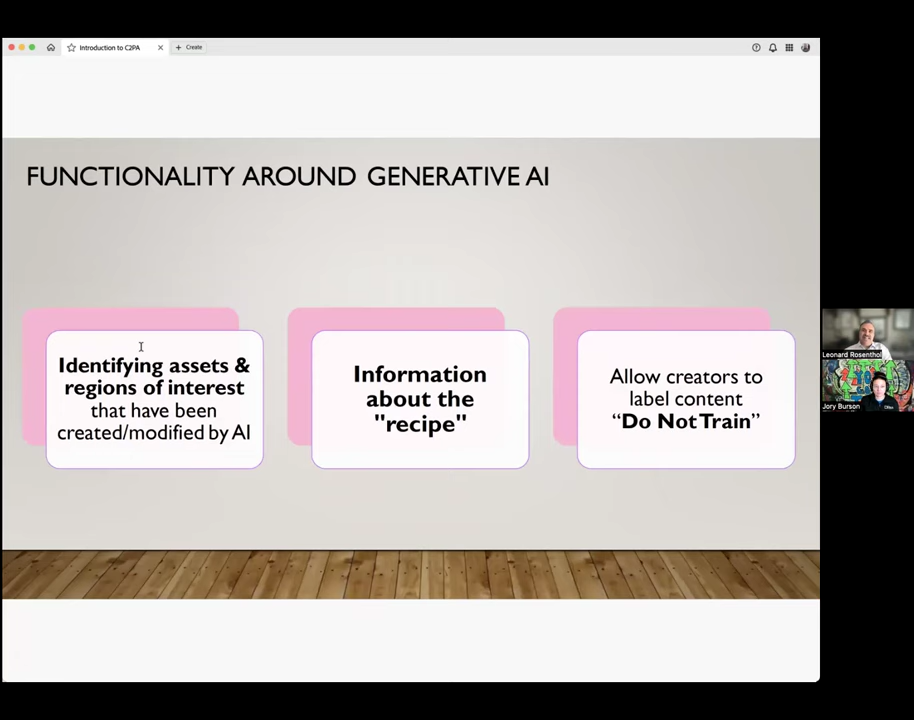 Introduction to C2PA
Create
FUNCTIONALITY AROUND GENERATIVE AI
Identifying assets &
regions of interest
that have been
created/modified by AI
Information
about the
"recipe"
Allow creators to
label content
“Do Not Train”
Leonard Rosenthol
Jory Burson